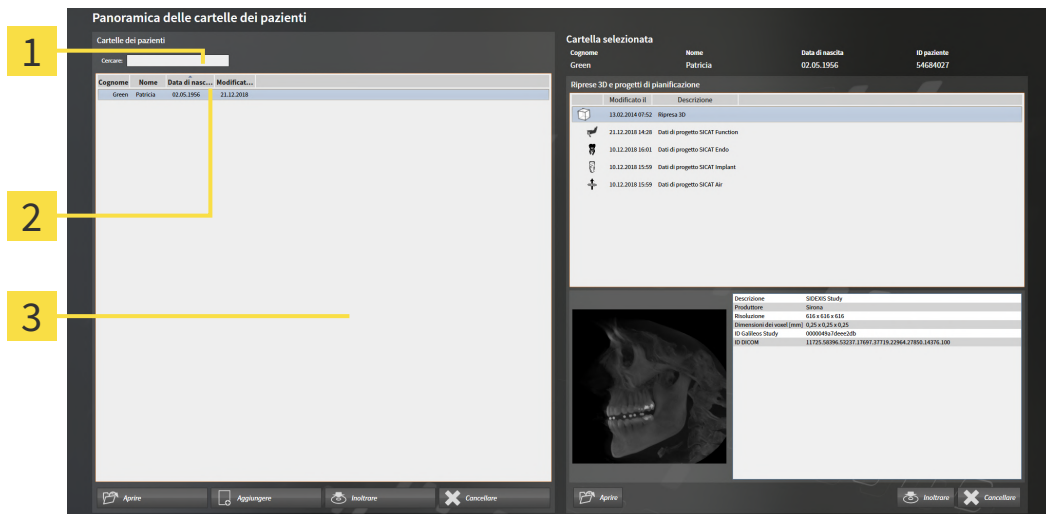 Panoramica delle cartelle dei pazienti
Cartelle dei pazienti
Cercare:
1
Cognome Nome Data di nasc... Modificat...
Green Patricia 02.05.1956 21.12.2018
2
3
Aprire Aggiungere Inoltrare Cancellare
Cartella selezionata
Cognome Nome Data di nascita ID paziente
Green Patricia 02.05.1956 54684027
Riprese 3D e progetti di pianificazione
Modificato il Descrizione
13.02.2014 07:52 Ripresa 3D
21.12.2018 14:28 Dati di progetto SICAT Function
10.12.2018 16:01 Dati di progetto SICAT Endo
10.12.2018 15:59 Dati di progetto SICAT Implant
10.12.2018 15:59 Dati di progetto SICAT Air
Descrizione SIDEXIS Study
Produttore Sirona
Risoluzione 616 x 616 x 616
Dimensioni dei voxel [mm] 0,25 x 0,25 x 0,25
ID Galileos Study 0000049a7deee2db
ID DICOM 11725.58396.53237.17697.37719.22964.27850.14376.100
Aprire Inoltrare Cancellare